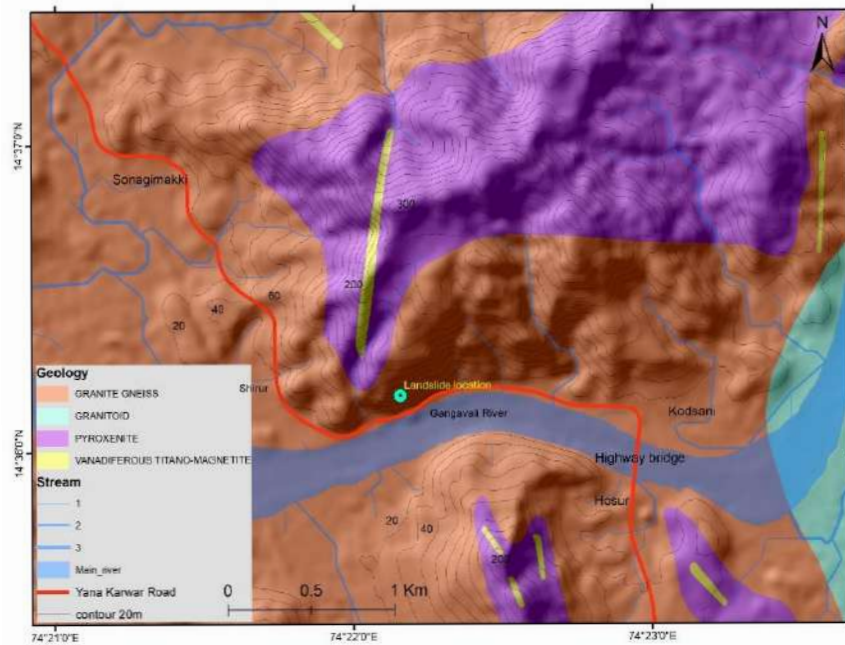 N
14°37'0"N
Sonagimakki
300
200
60
40
20
Geology
GRANITE GNEISS
GRANITOID
PYROXENITE
VANADIFEROUS TITANO-MAGNETITE
Stream
1
2
3
Main_river
Yana Karwar Road
contour 20m
Shirur
Landslide location
Gangavali River
Kodsani
14°36'0"N
Highway bridge
Hosur
20
40
200
0 0.5 1 Km
74°21'0"E 74°22'0"E 74°23'0"E